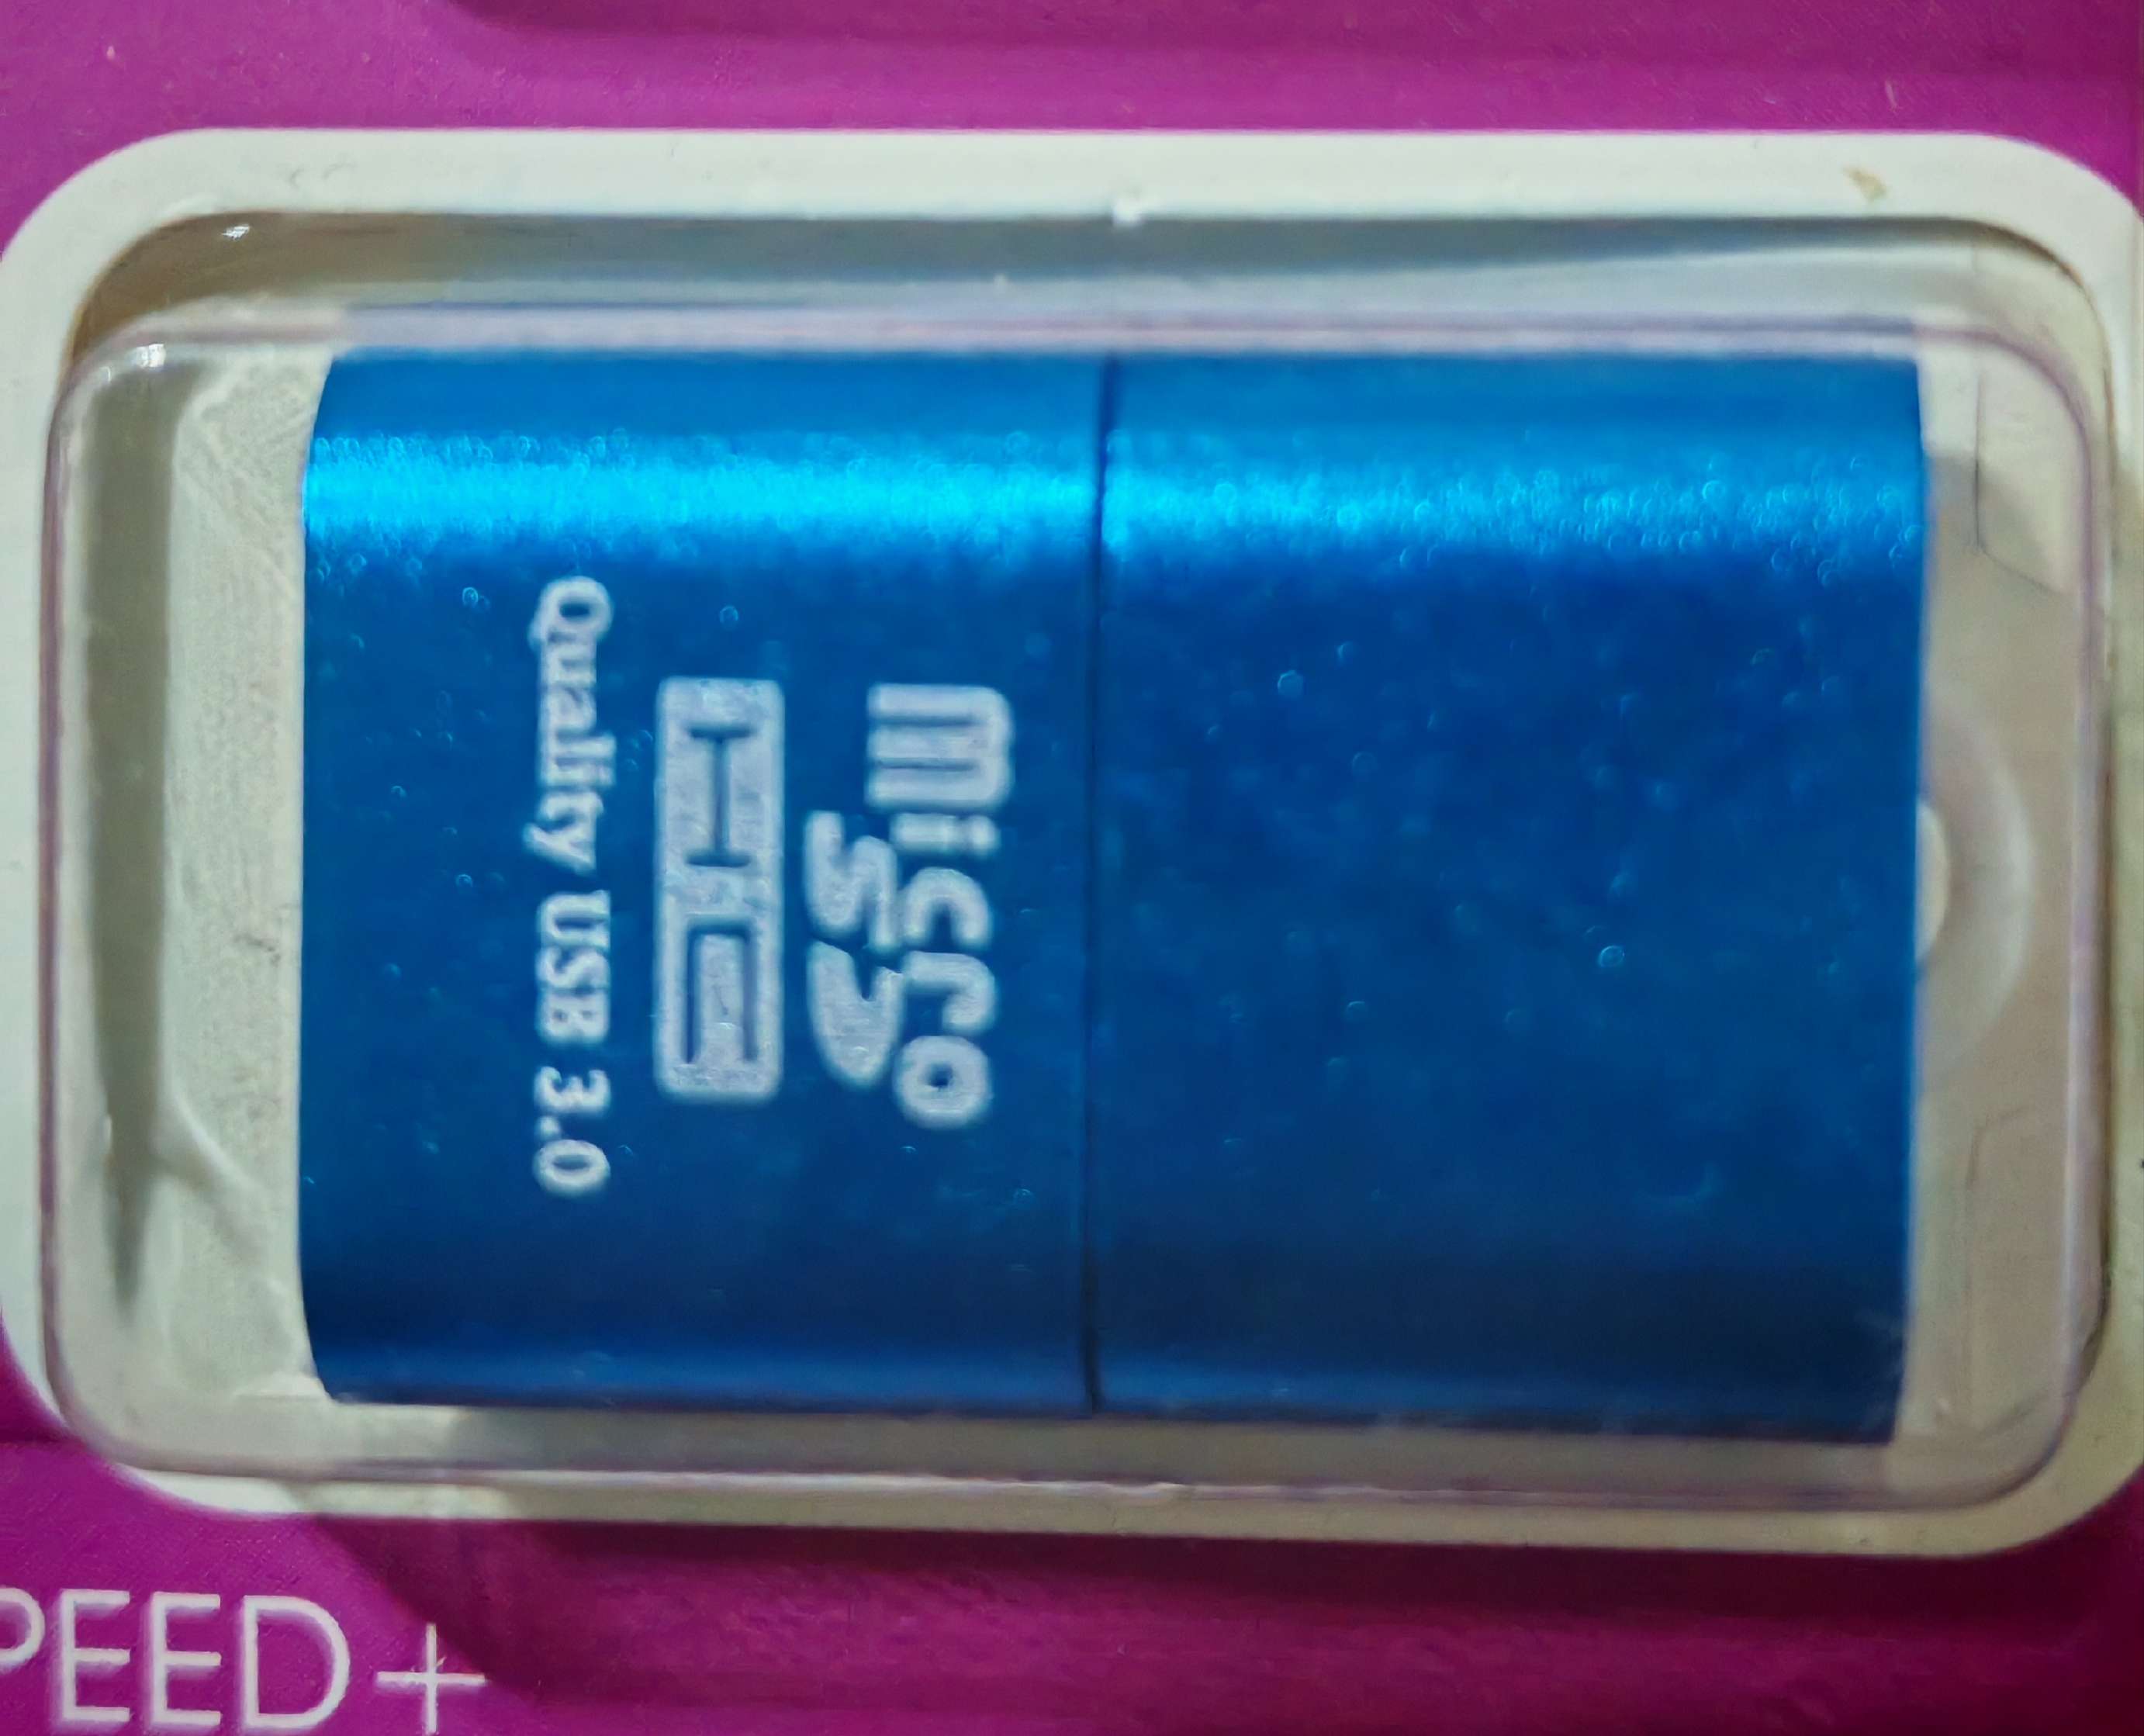 Micro
SD
HC
Quality USB 3.0
PEED+